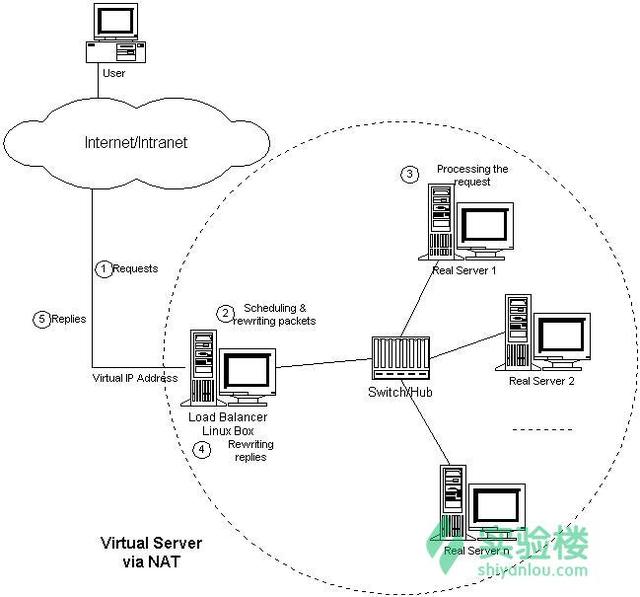 User
Internet/Intranet
3
Processing the
request
Real Server 1
1
Requests
2
Scheduling &
rewriting packets
5
Replies
Virtual IP Address
Switch/Hub
Real Server 2
Load Balancer
Linux Box
4
Rewriting
replies
Real Server n
Virtual Server
via NAT
实验楼
shiyanlou.com